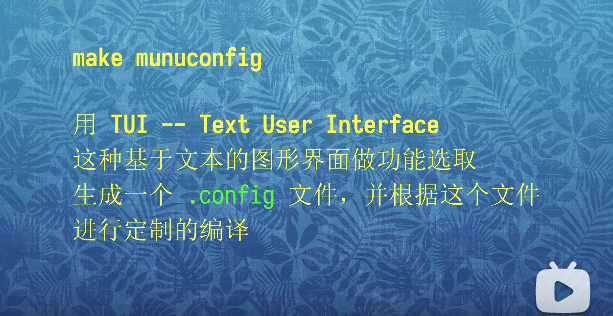 make munuconfig
用 TUI -- Text User Interface
这种基于文本的图形界面做功能选取
生成一个 .config 文件，并根据这个文件
进行定制的编译